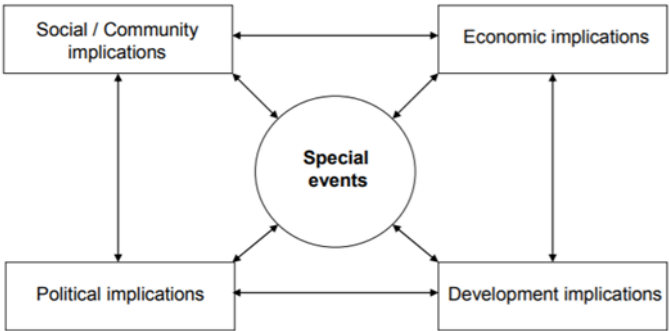 Social / Community
implications
Economic implications
Special
events
Political implications
Development implications